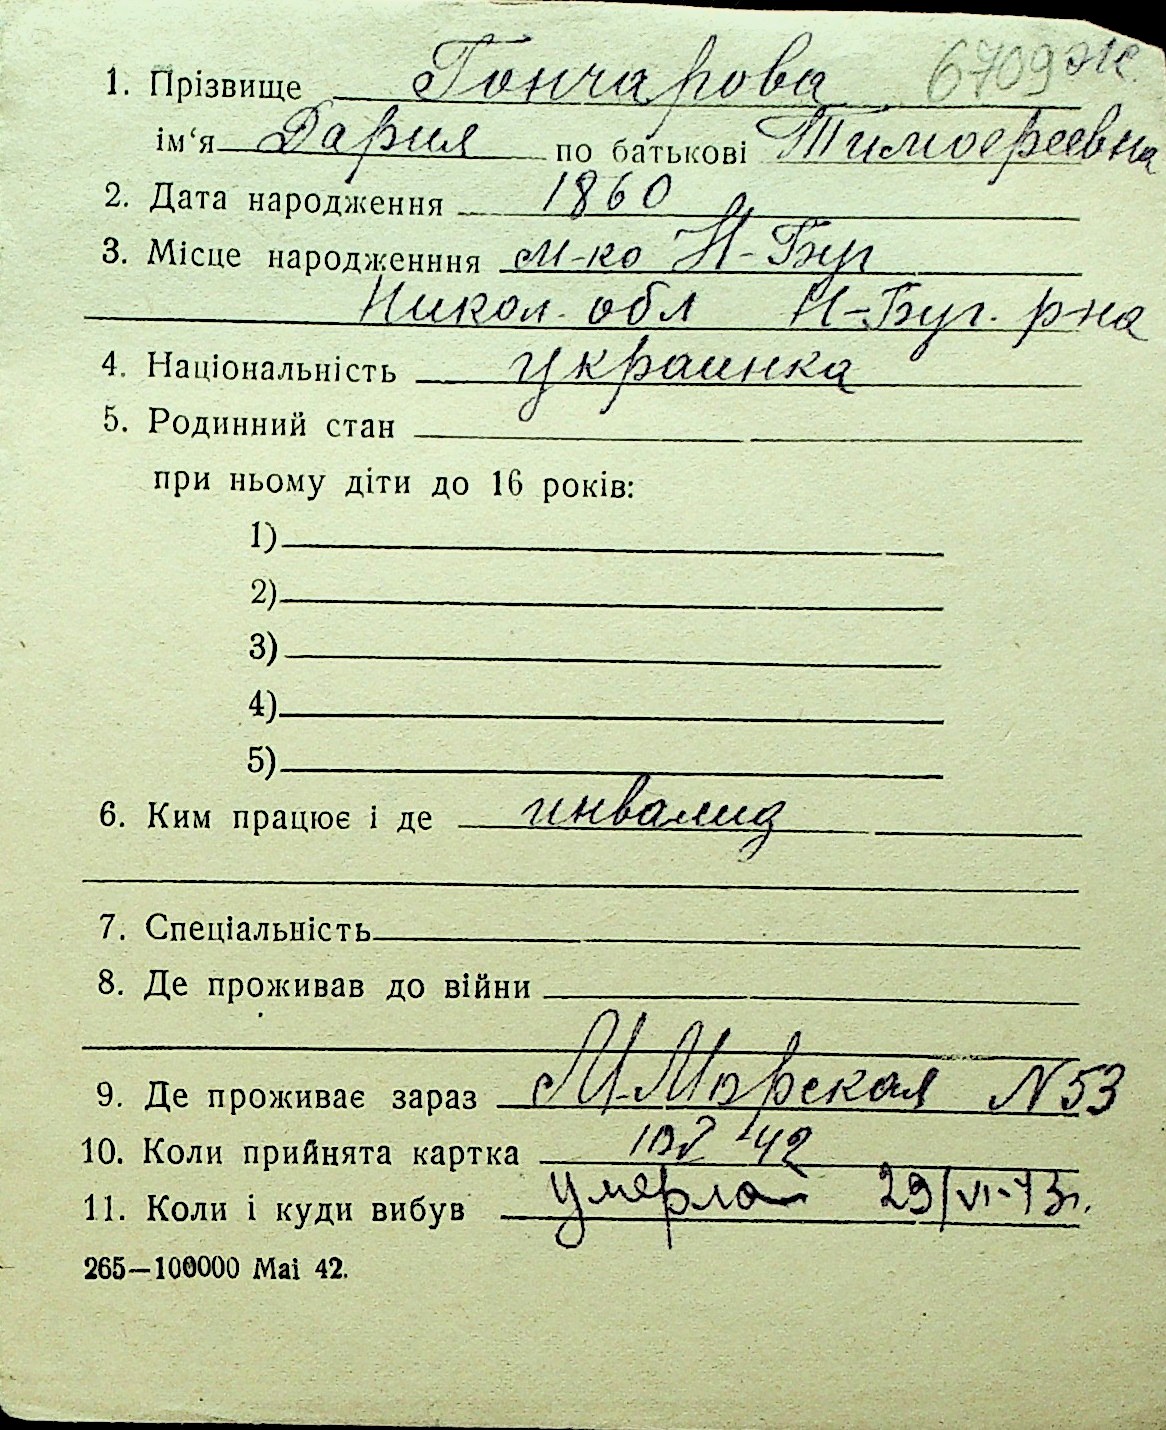 1. Прізвище Гончарова 6709 ж
ім‘я Дария по батькові Тимофеевна
2. Дата народження 1860
3. Місце народженння м-ко Н-Буг
Никол. обл Н-Буг. р-на
4. Національність украинка
5. Родинний стан
при ньому діти до 16 років:
1)
2)
3)
4)
5)
6. Ким працює і де инвалид
7. Спеціальність
8. Де проживав до війни
9. Де проживає зараз М-Морская N 53
10. Коли прийнята картка 42
11. Коли і куди вибув умерла 29/VI-43г.
265—100000 Маі 42.